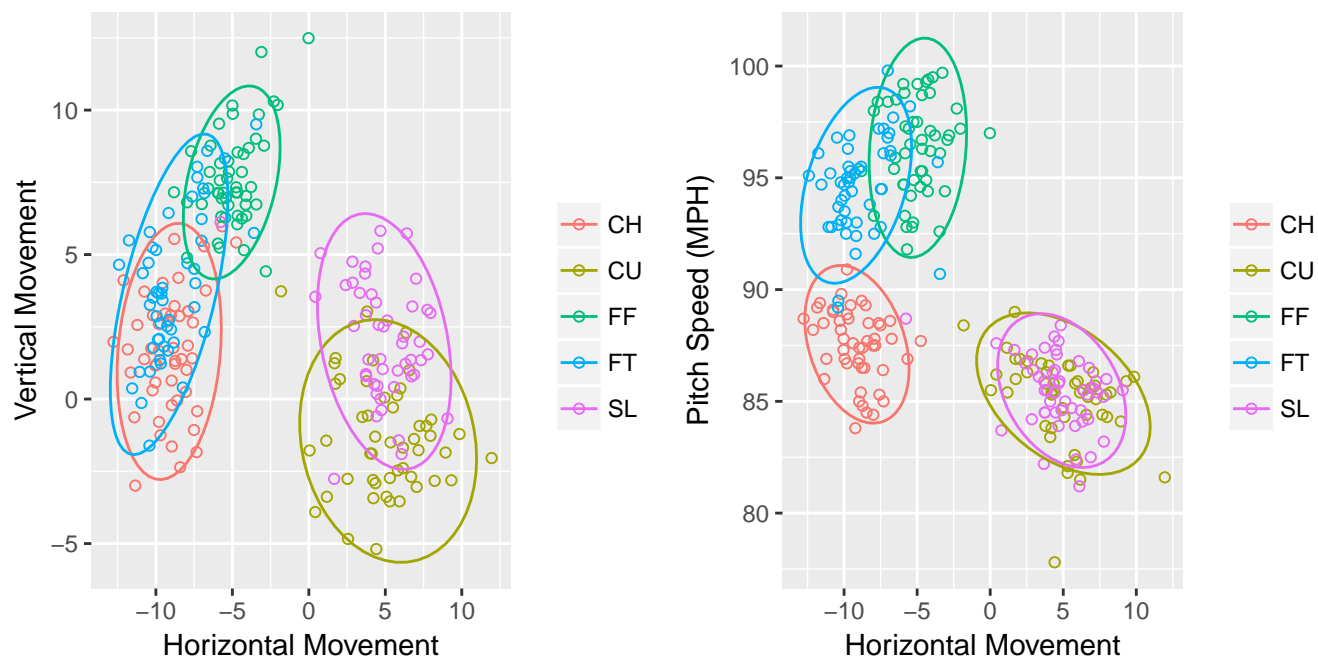 Vertical Movement
10
5
0
−5
−10
−5
0
5
10
Horizontal Movement
CH
CU
FF
FT
SL
Pitch Speed (MPH)
100
95
90
85
80
−10
−5
0
5
10
Horizontal Movement
CH
CU
FF
FT
SL